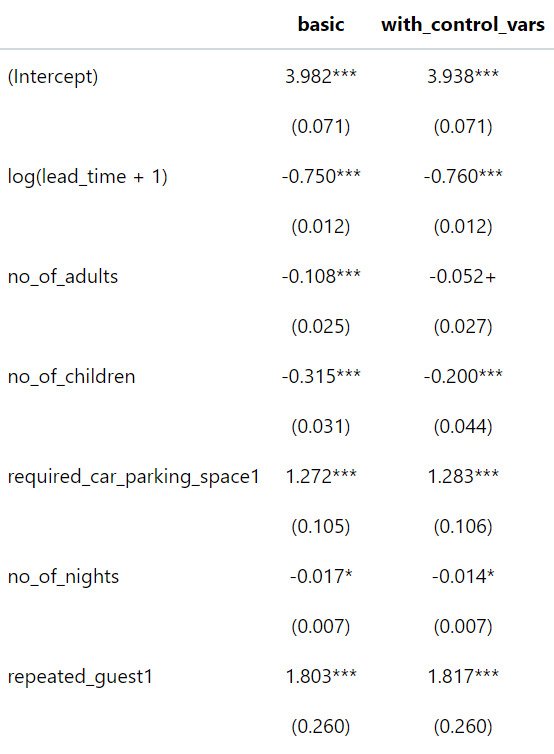 basic with_control_vars
(Intercept) 3.982*** 3.938***
(0.071) (0.071)
log(lead_time + 1) -0.750*** -0.760***
(0.012) (0.012)
no_of_adults -0.108*** -0.052+
(0.025) (0.027)
no_of_children -0.315*** -0.200***
(0.031) (0.044)
required_car_parking_space1 1.272*** 1.283***
(0.105) (0.106)
no_of_nights -0.017* -0.014*
(0.007) (0.007)
repeated_guest1 1.803*** 1.817***
(0.260) (0.260)